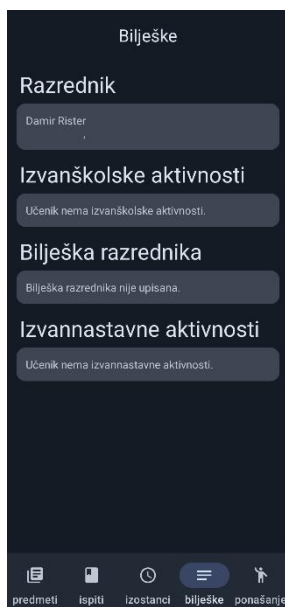 Bilješke
Razrednik
Damir Rister
,
Izvanškolske aktivnosti
Učenik nema izvanškolske aktivnosti.
Bilješka razrednika
Bilješka razrednika nije upisana.
Izvannastavne aktivnosti
Učenik nema izvannastavne aktivnosti.
predmeti ispiti izostanci bilješke ponašanje